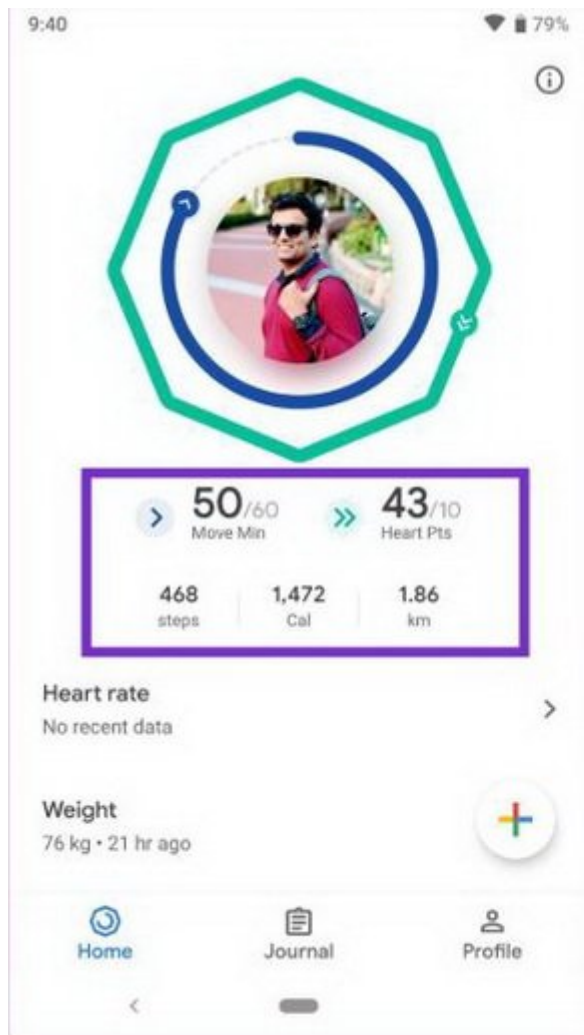 9:40 79%
50/60 43/10
Move Min Heart Pts
468 1,472 1.86
steps Cal km
Heart rate
No recent data
Weight
76 kg • 21 hr ago
Home Journal Profile